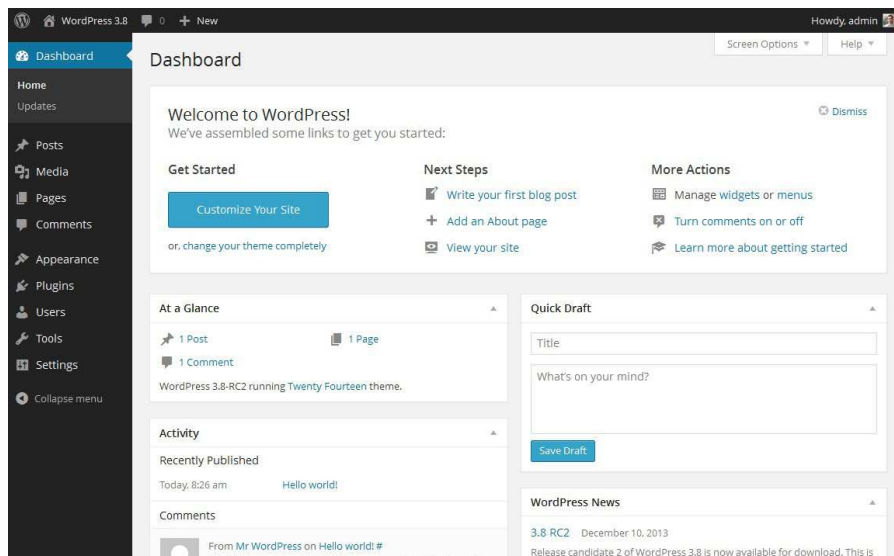 WordPress 3.8 0 + New Howdy, admin
Dashboard
Home
Updates
Posts
Media
Pages
Comments
Appearance
Plugins
Users
Tools
Settings
Collapse menu
Screen Options Help
Dashboard
Welcome to WordPress!
We've assembled some links to get you started:
Dismiss
Get Started
Customize Your Site
or, change your theme completely
Next Steps
Write your first blog post
Add an About page
View your site
More Actions
Manage widgets or menus
Turn comments on or off
Learn more about getting started
At a Glance
1 Post 1 Page
1 Comment
WordPress 3.8-RC2 running Twenty Fourteen theme.
Activity
Recently Published
Today, 8:26 am Hello world!
Comments
From Mr WordPress on Hello world! #
Quick Draft
Title
What's on your mind?
Save Draft
WordPress News
3.8 RC2 December 10, 2013
Release candidate 2 of WordPress 3.8 is now available for download. This is